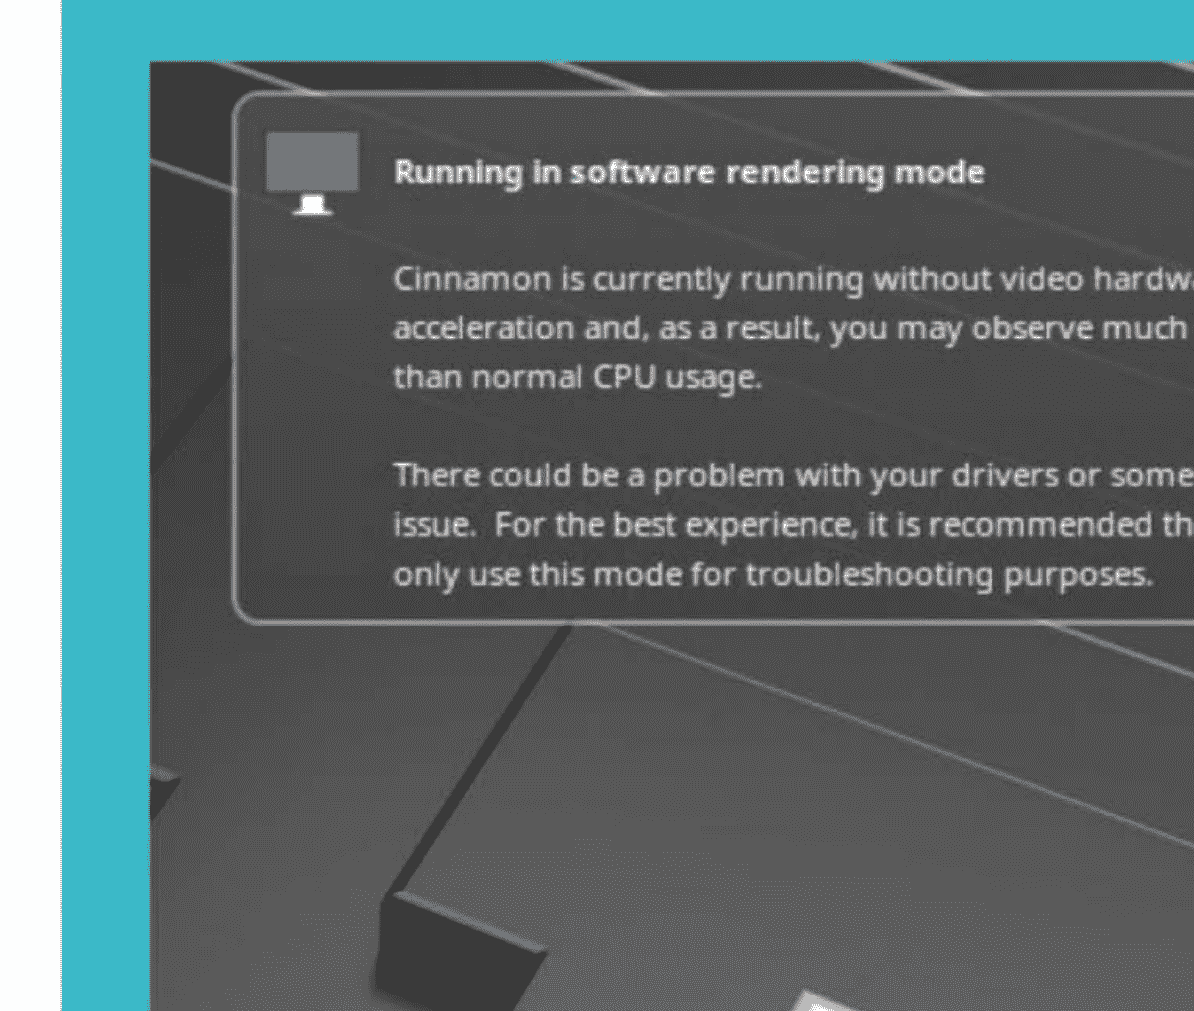 Running in software rendering mode
Cinnamon is currently running without video
acceleration and, as a result, you may observe much
than normal CPU usage.
There could be a problem with your drivers or some
issue.  For the best experience, it is recommended
only use this mode for troubleshooting purposes.